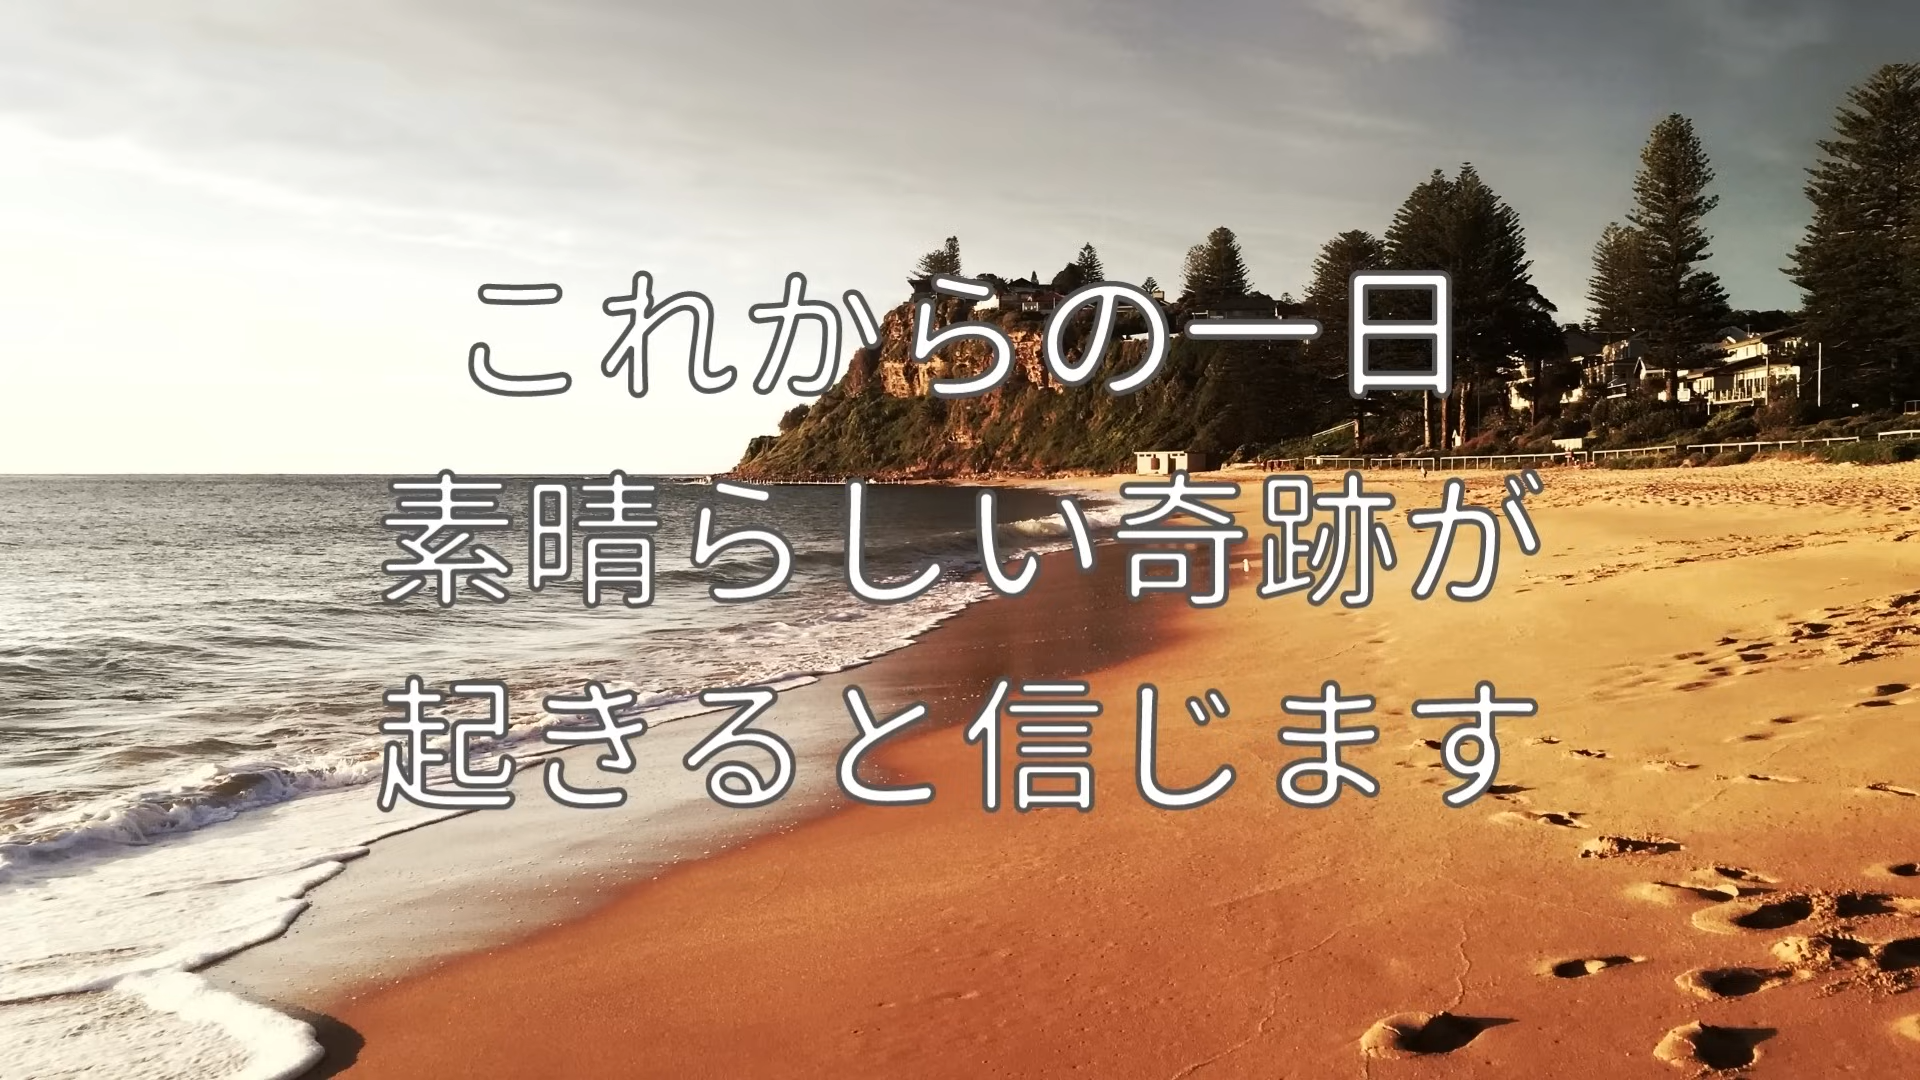 これからの一日
素晴らしい奇跡が
起きると信じます